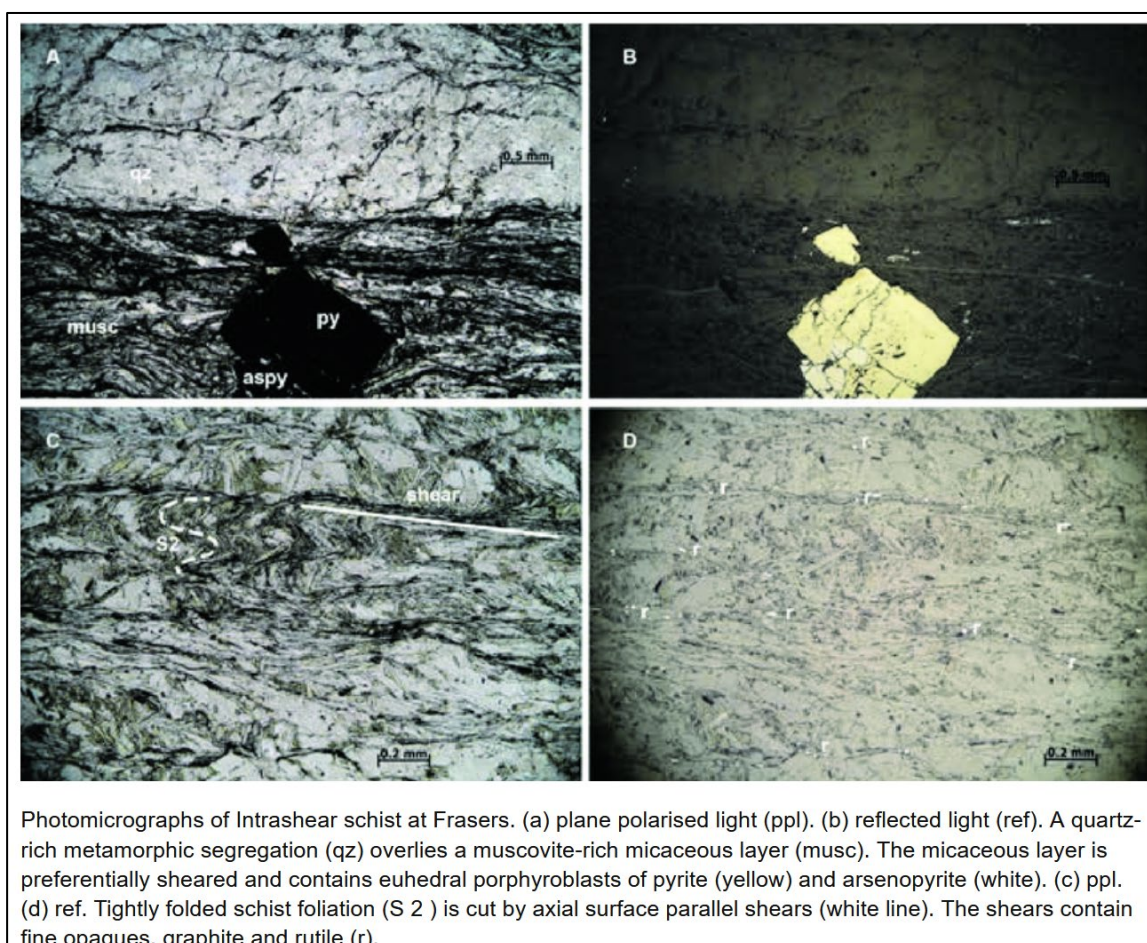 A
B
0.5 mm
0.5 mm
qz
musc
py
aspy
C
D
shear
r
r
r
r
S2
r
r
r
r
r
r
0.2 mm
0.2 mm
Photomicrographs of Intrashear schist at Frasers. (a) plane polarised light (ppl). (b) reflected light (ref). A quartz-
rich metamorphic segregation (qz) overlies a muscovite-rich micaceous layer (musc). The micaceous layer is
preferentially sheared and contains euhedral porphyroblasts of pyrite (yellow) and arsenopyrite (white). (c) ppl.
(d) ref. Tightly folded schist foliation (S 2 ) is cut by axial surface parallel shears (white line). The shears contain
fine opaques, graphite and rutile (r).